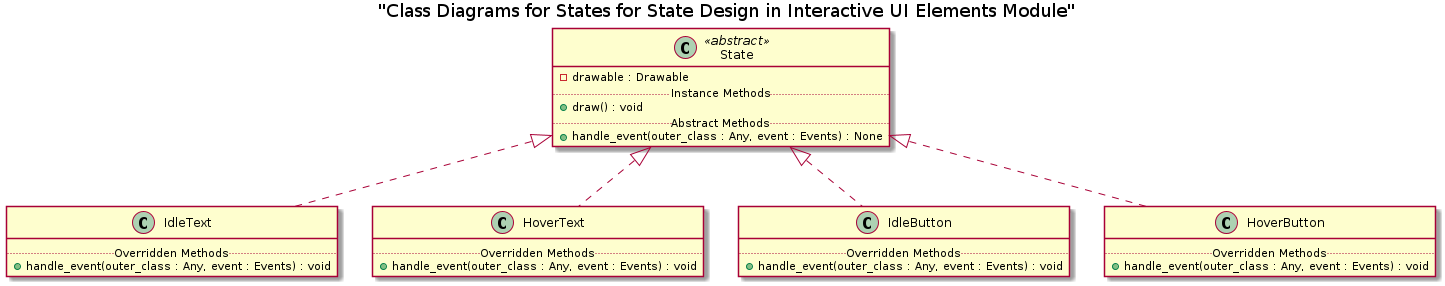 "Class Diagrams for States for State Design in Interactive UI Elements Module"
C «abstract»
State
drawable : Drawable
Instance Methods
draw() : void
Abstract Methods
handle_event(outer_class : Any, event : Events) : None
C IdleText
Overridden Methods
handle_event(outer_class : Any, event : Events) : void
C HoverText
Overridden Methods
handle_event(outer_class : Any, event : Events) : void
C IdleButton
Overridden Methods
handle_event(outer_class : Any, event : Events) : void
C HoverButton
Overridden Methods
handle_event(outer_class : Any, event : Events) : void